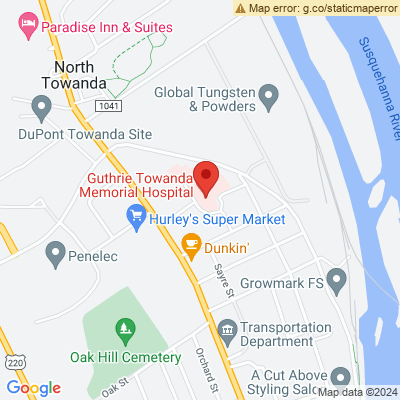 Map error: g.co/staticmaperror
Paradise Inn & Suites
Susquehanna River
North
Towanda
1041
Global Tungsten
& Powders
DuPont Towanda Site
Guthrie Towanda
Memorial Hospital
Hurley's Super Market
Dunkin'
Penelec
Sayre St
Growmark FS
Transportation
Department
Oak Hill Cemetery
220
Orchard St
Oak St
A Cut Above
Styling Salon
Google
Map data ©2024